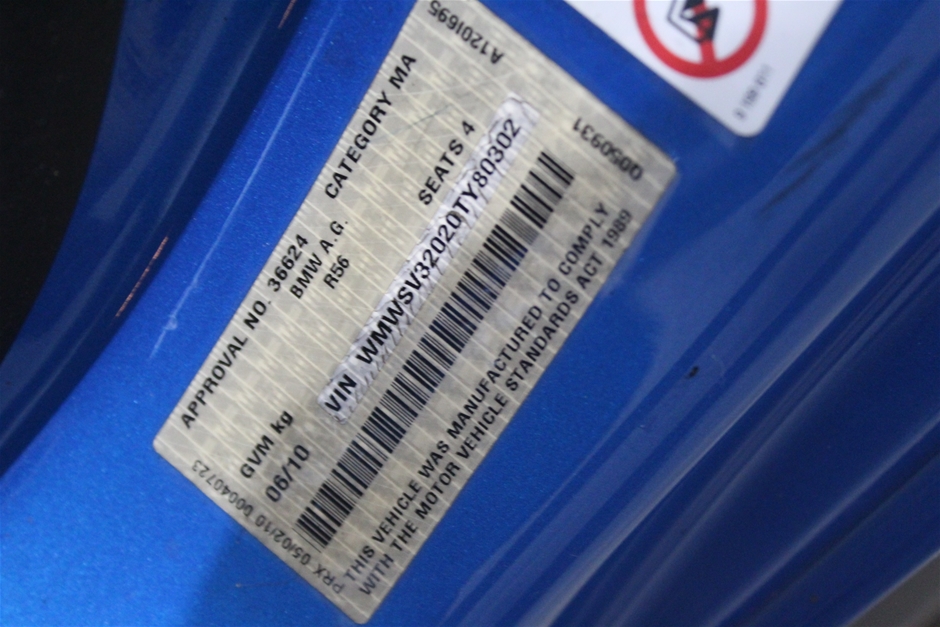 A1201695
APPROVAL NO. 36624 CATEGORY MA
BMW A.G.
R56 SEATS 4
GVM kg
06/10
VIN WMWSV32020TY80302
THIS VEHICLE WAS MANUFACTURED TO COMPLY
WITH THE MOTOR VEHICLE STANDARDS ACT 1989
PRX 05/02/10 00040723
0050931